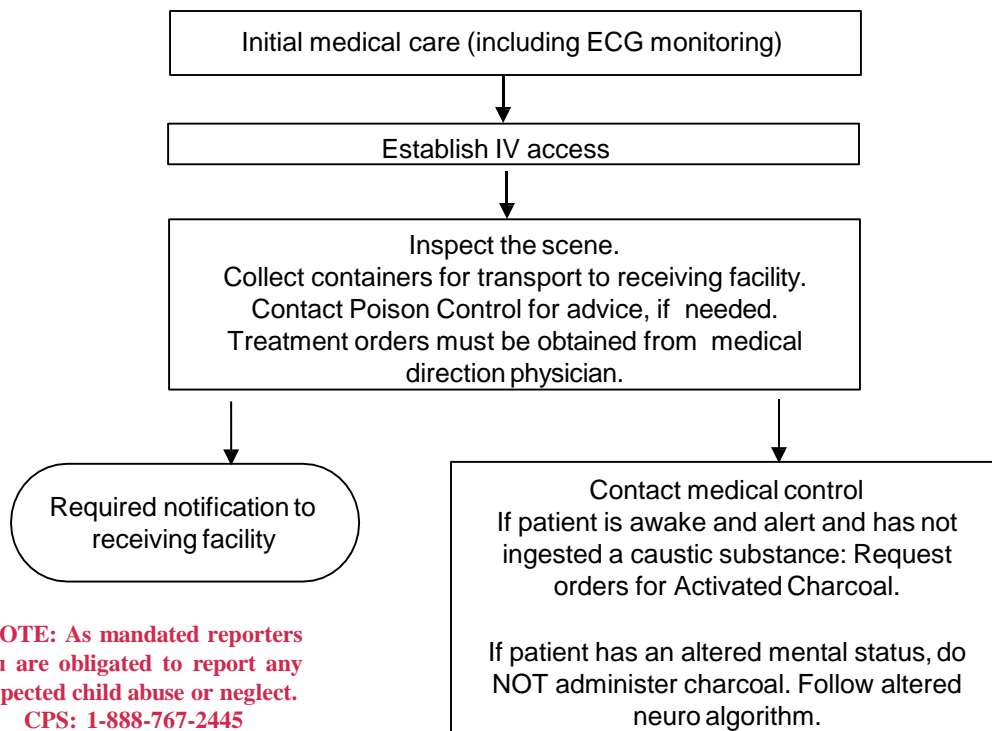 Initial medical care (including ECG monitoring)
Establish IV access
Inspect the scene.
Collect containers for transport to receiving facility.
Contact Poison Control for advice, if needed.
Treatment orders must be obtained from medical
direction physician.
Required notification to
receiving facility
Contact medical control
If patient is awake and alert and has not
ingested a caustic substance: Request
orders for Activated Charcoal.
If patient has an altered mental status, do
NOT administer charcoal. Follow altered
neuro algorithm.
OTE: As mandated reporters
u are obligated to report any
pected child abuse or neglect.
CPS: 1-888-767-2445